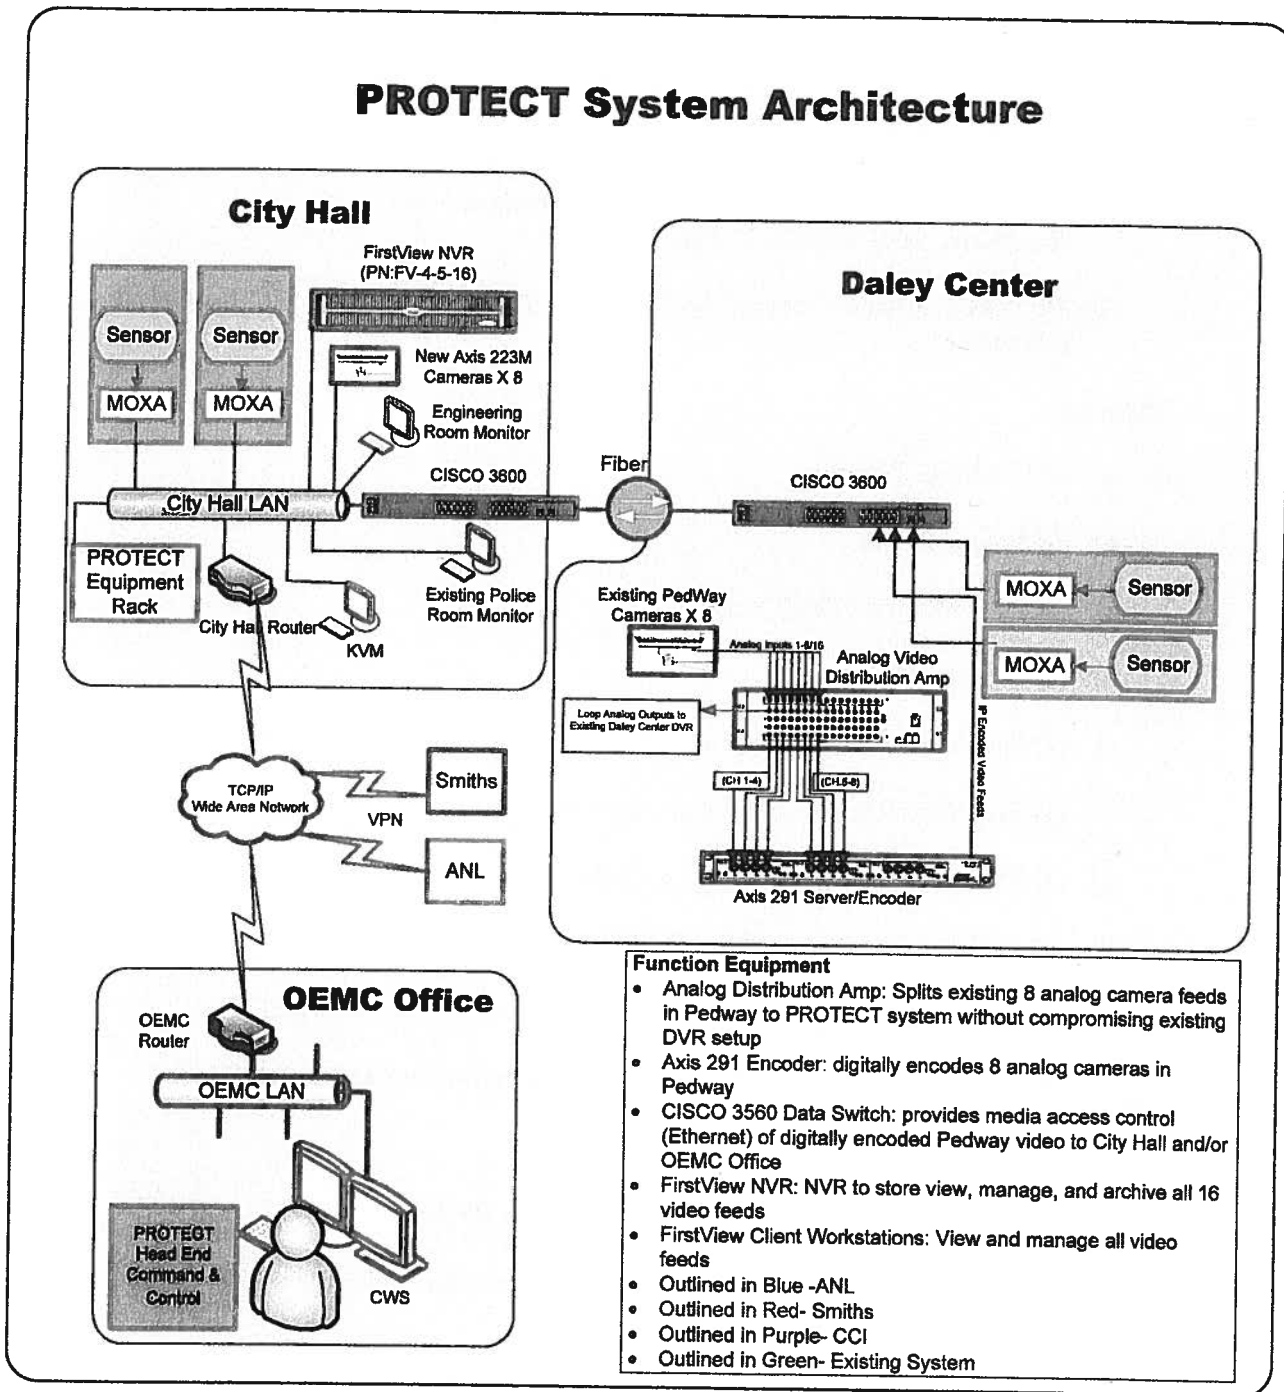 PROTECT System Architecture
City Hall
FirstView NVR
(PN:FV-4-5-16)
Sensor
Sensor
MOXA
MOXA
New Axis 223M
Cameras X 8
Engineering
Room Monitor
City Hall LAN
CISCO 3600
PROTECT
Equipment
Rack
City Hall Router
KVM
Existing Police
Room Monitor
Fiber
Daley Center
CISCO 3600
MOXA
Sensor
MOXA
Sensor
Existing PedWay
Cameras X 8
Analog Inputs 1-8/16
Analog Video
Distribution Amp
Loop Analog Outputs to
Existing Daley Center DVR
(CH 1-4)
(CH.5-8)
IP Encoded Video Feeds
Axis 291 Server/Encoder
TCP/IP
Wide Area Network
VPN
Smiths
ANL
OEMC Office
OEMC
Router
OEMC LAN
PROTECT
Head End
Command &
Control
CWS
Function Equipment
• Analog Distribution Amp: Splits existing 8 analog camera feeds
in Pedway to PROTECT system without compromising existing
DVR setup
• Axis 291 Encoder: digitally encodes 8 analog cameras in
Pedway
• CISCO 3560 Data Switch: provides media access control
(Ethernet) of digitally encoded Pedway video to City Hall and/or
OEMC Office
• FirstView NVR: NVR to store view, manage, and archive all 16
video feeds
• FirstView Client Workstations: View and manage all video
feeds
• Outlined in Blue -ANL
• Outlined in Red- Smiths
• Outlined in Purple- CCI
• Outlined in Green- Existing System